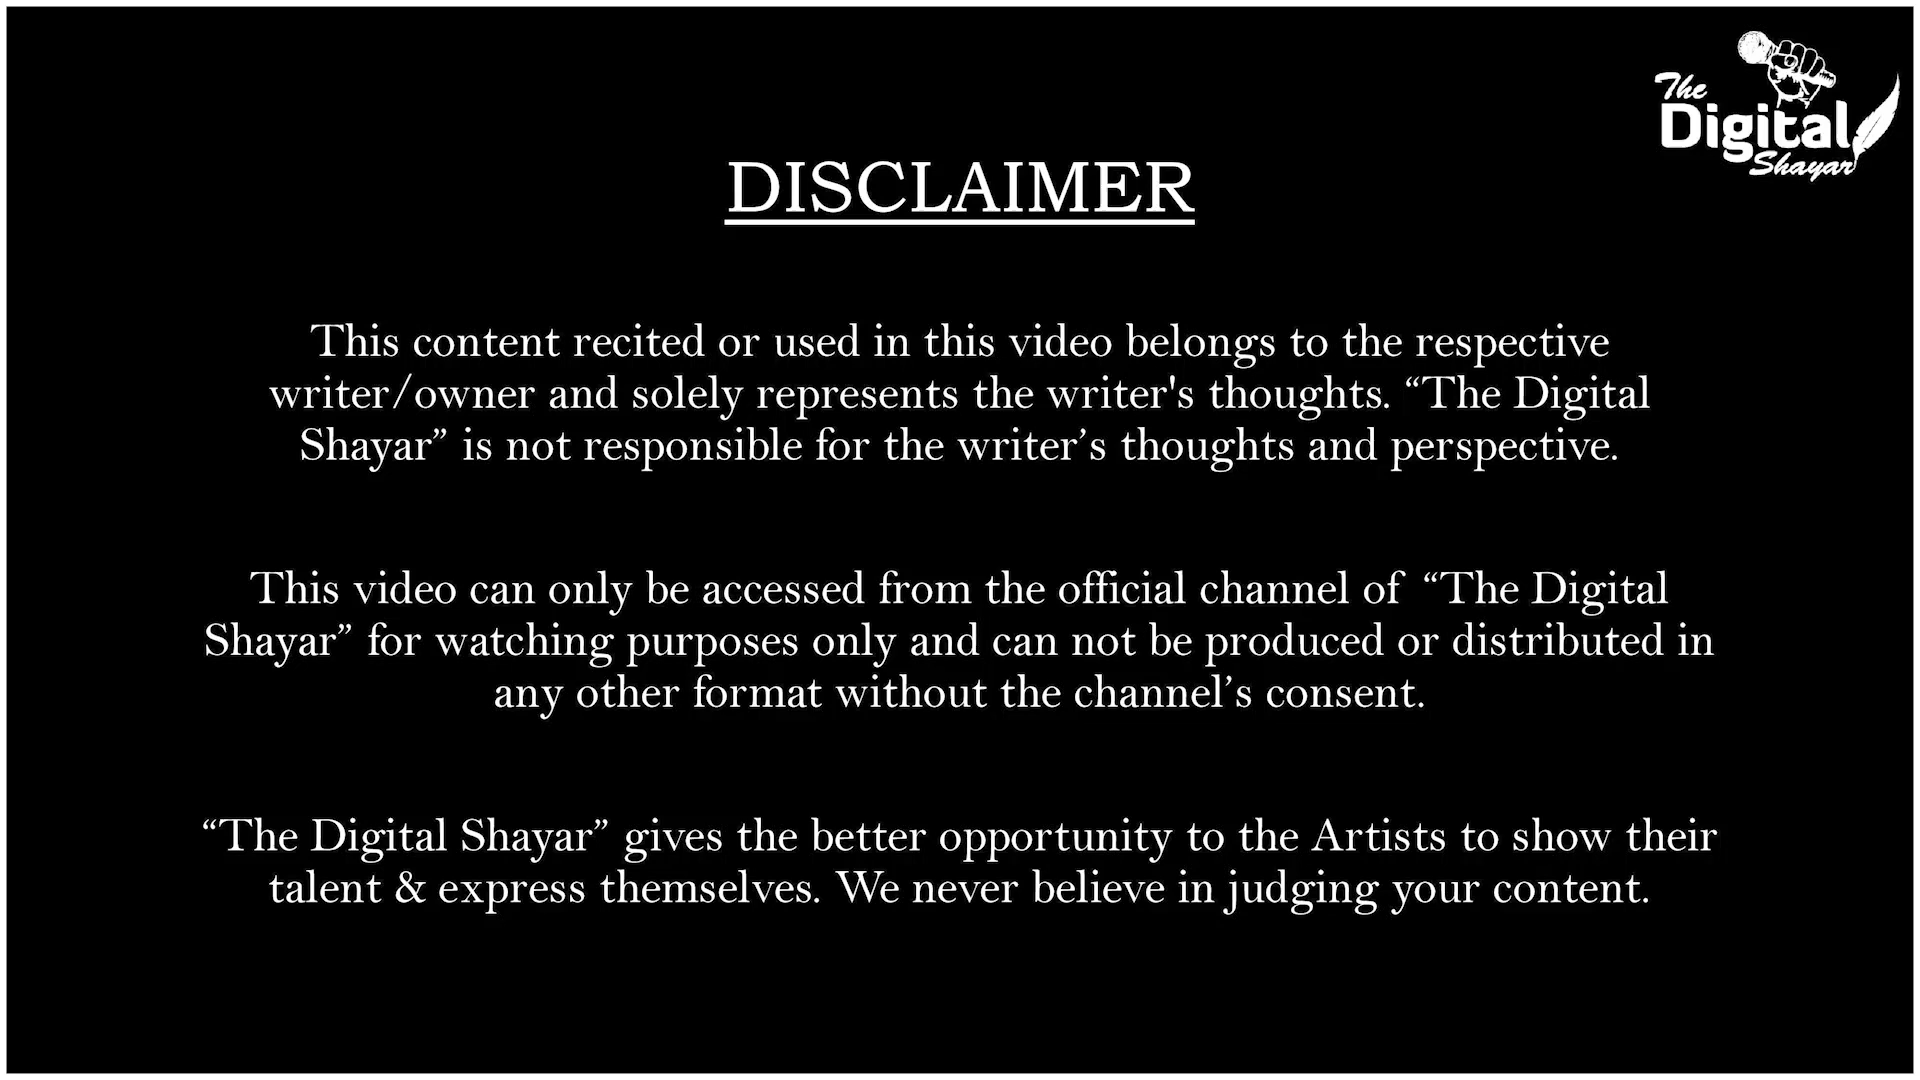 The
Digital
Shayar
DISCLAIMER
This content recited or used in this video belongs to the respective
writer/owner and solely represents the writer's thoughts. “The Digital
Shayar” is not responsible for the writer’s thoughts and perspective.
This video can only be accessed from the official channel of “The Digital
Shayar” for watching purposes only and can not be produced or distributed in
any other format without the channel’s consent.
“The Digital Shayar” gives the better opportunity to the Artists to show their
talent & express themselves. We never believe in judging your content.